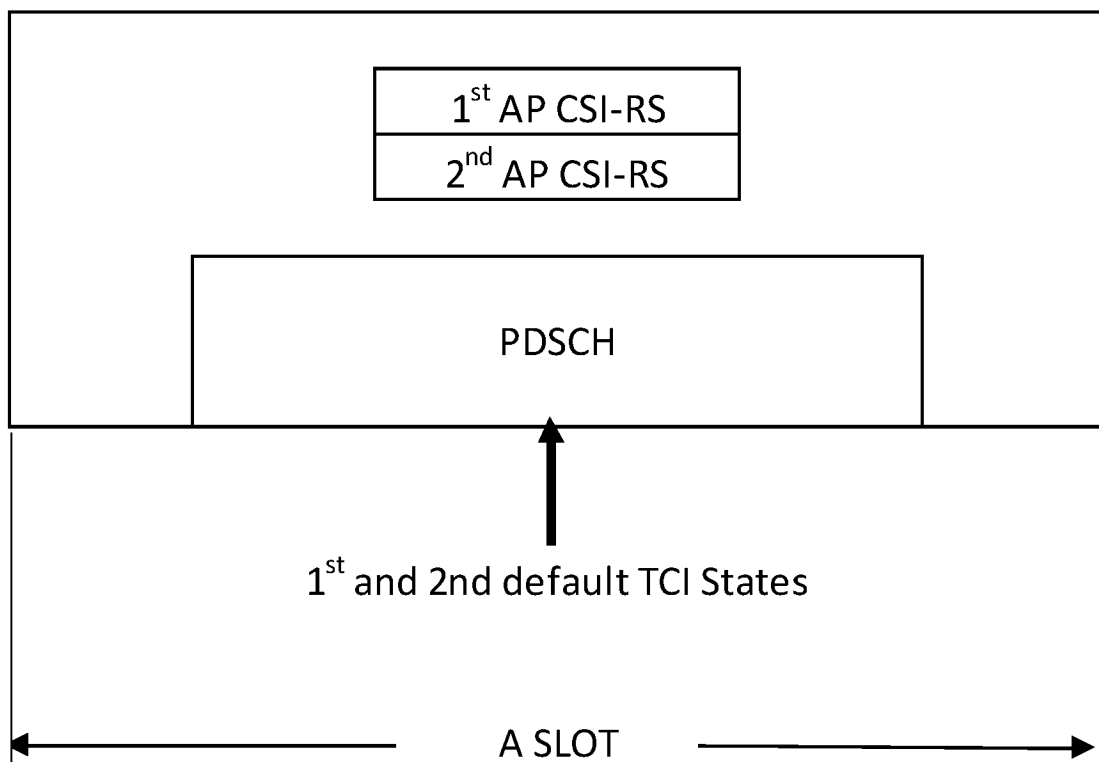 1st AP CSI-RS
2nd AP CSI-RS
PDSCH
1st and 2nd default TCI States
A SLOT